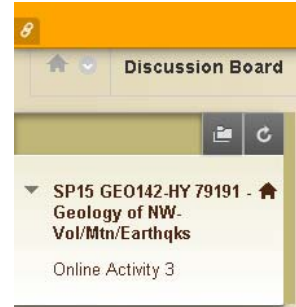 Discussion Board
SP15 GEO142-HY 79191 -
Geology of NW-
Vol/Mtn/Earthqks
Online Activity 3